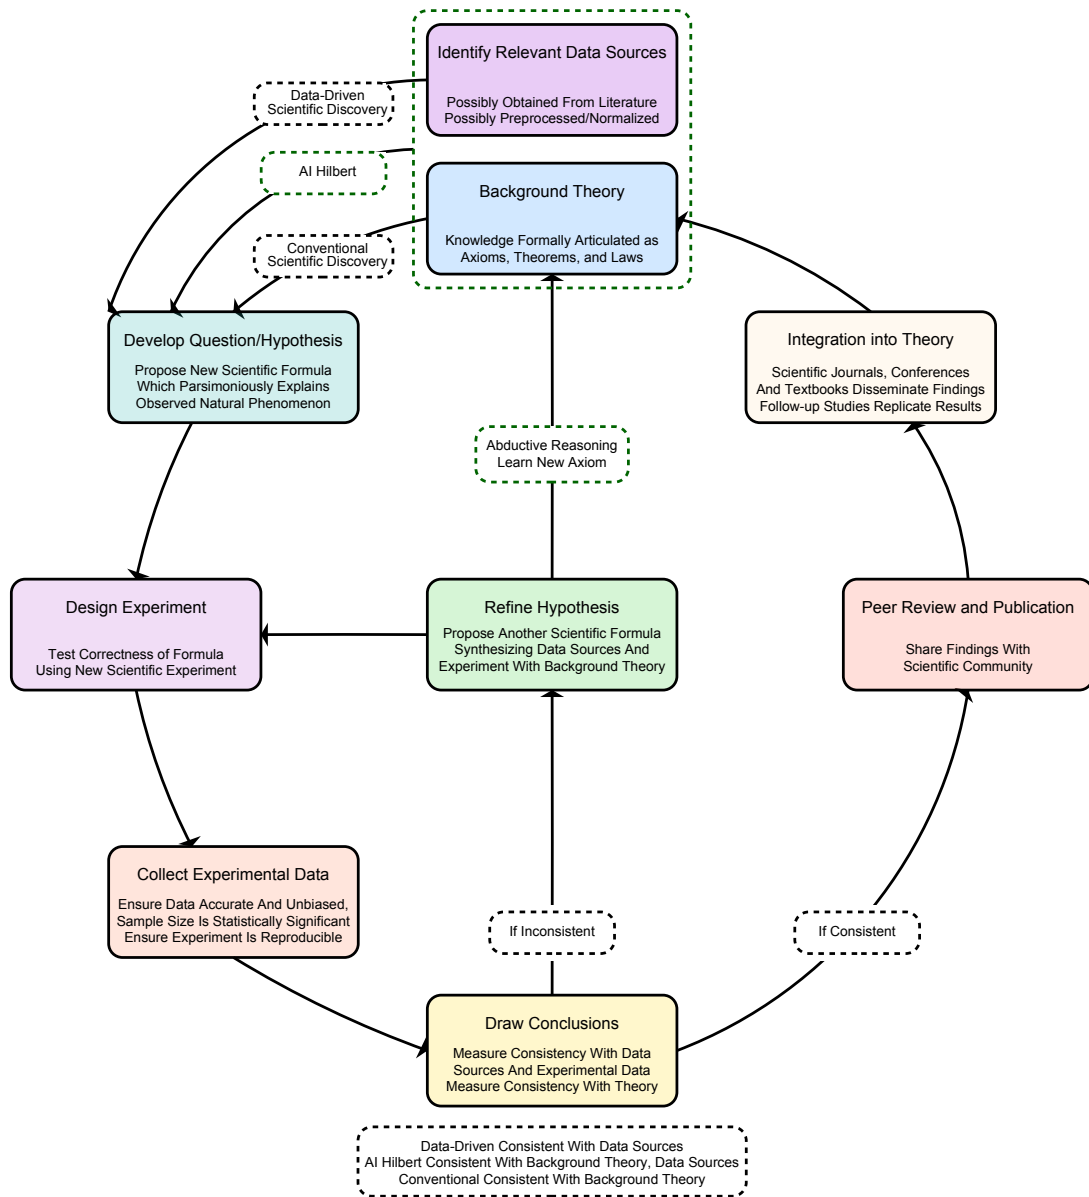 Identify Relevant Data Sources
Possibly Obtained From Literature
Possibly Preprocessed/Normalized
Data-Driven
Scientific Discovery
AI Hilbert
Background Theory
Knowledge Formally Articulated as
Axioms, Theorems, and Laws
Conventional
Scientific Discovery
Develop Question/Hypothesis
Propose New Scientific Formula
Which Parsimoniously Explains
Observed Natural Phenomenon
Integration into Theory
Scientific Journals, Conferences
And Textbooks Disseminate Findings
Follow-up Studies Replicate Results
Abductive Reasoning
Learn New Axiom
Design Experiment
Test Correctness of Formula
Using New Scientific Experiment
Refine Hypothesis
Propose Another Scientific Formula
Synthesizing Data Sources And
Experiment With Background Theory
Peer Review and Publication
Share Findings With
Scientific Community
Collect Experimental Data
Ensure Data Accurate And Unbiased,
Sample Size Is Statistically Significant
Ensure Experiment Is Reproducible
If Inconsistent
If Consistent
Draw Conclusions
Measure Consistency With Data
Sources And Experimental Data
Measure Consistency With Theory
Data-Driven Consistent With Data Sources
AI Hilbert Consistent With Background Theory, Data Sources
Conventional Consistent With Background Theory